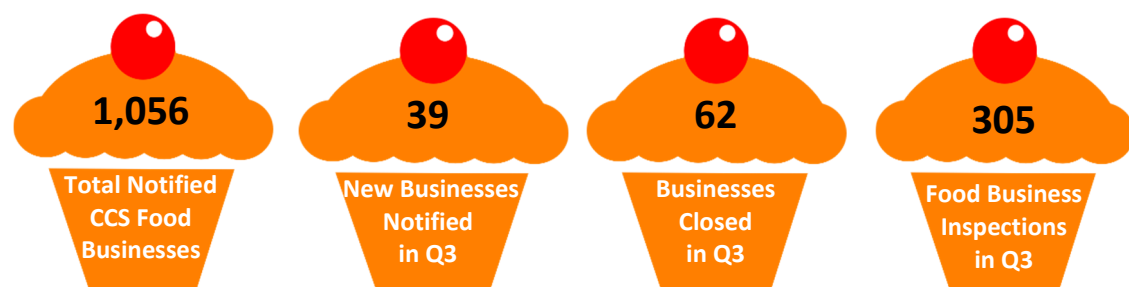 1,056
Total Notified
CCS Food
Businesses
39
New Businesses
Notified
in Q3
62
Businesses
Closed
in Q3
305
Food Business
Inspections
in Q3